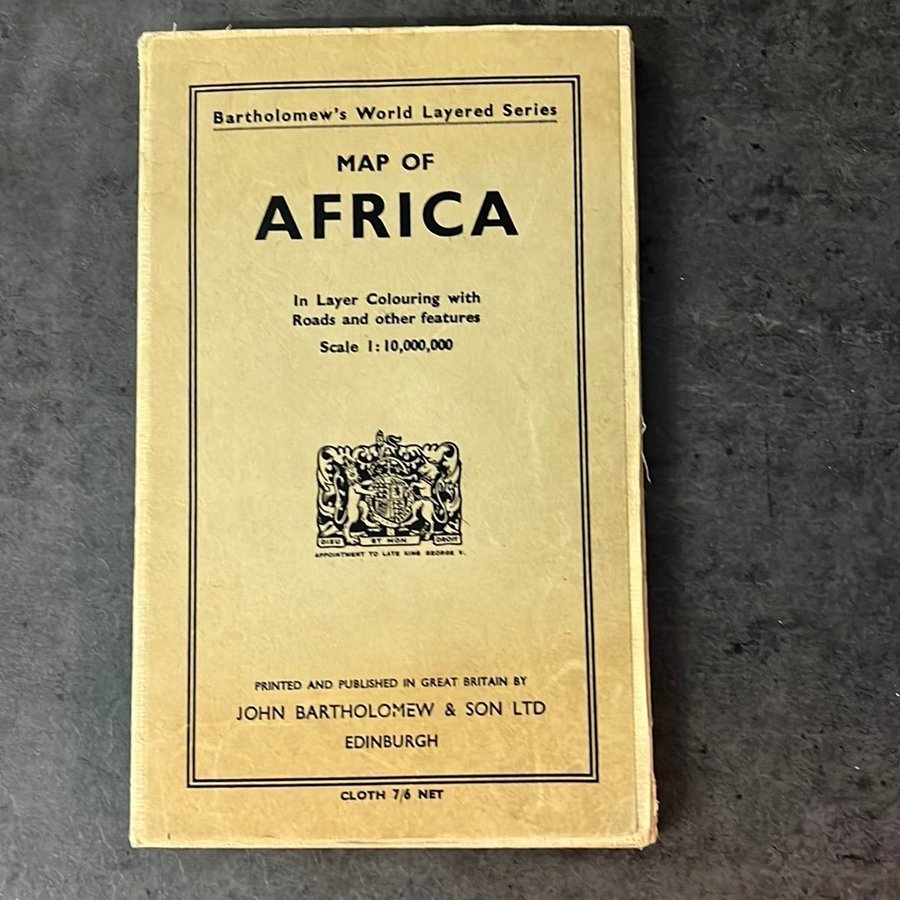 Bartholomew's World Layered Series
MAP OF
AFRICA
In Layer Colouring with
Roads and other features
Scale 1:10,000,000
DIEU ET MON DROIT
APPOINTMENT TO LATE KING GEORGE V.
PRINTED AND PUBLISHED IN GREAT BRITAIN BY
JOHN BARTHOLOMEW & SON LTD
EDINBURGH
CLOTH 7/6 NET